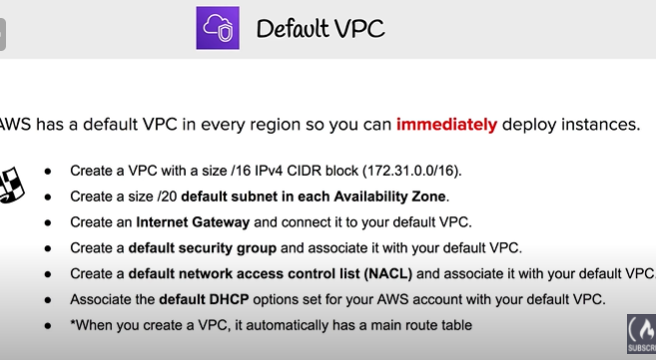 Default VPC
AWS has a default VPC in every region so you can immediately deploy instances.
• Create a VPC with a size /16 IPv4 CIDR block (172.31.0.0/16).
• Create a size /20 default subnet in each Availability Zone.
• Create an Internet Gateway and connect it to your default VPC.
• Create a default security group and associate it with your default VPC.
• Create a default network access control list (NACL) and associate it with your default VPC.
• Associate the default DHCP options set for your AWS account with your default VPC.
• *When you create a VPC, it automatically has a main route table
SUBSCRI